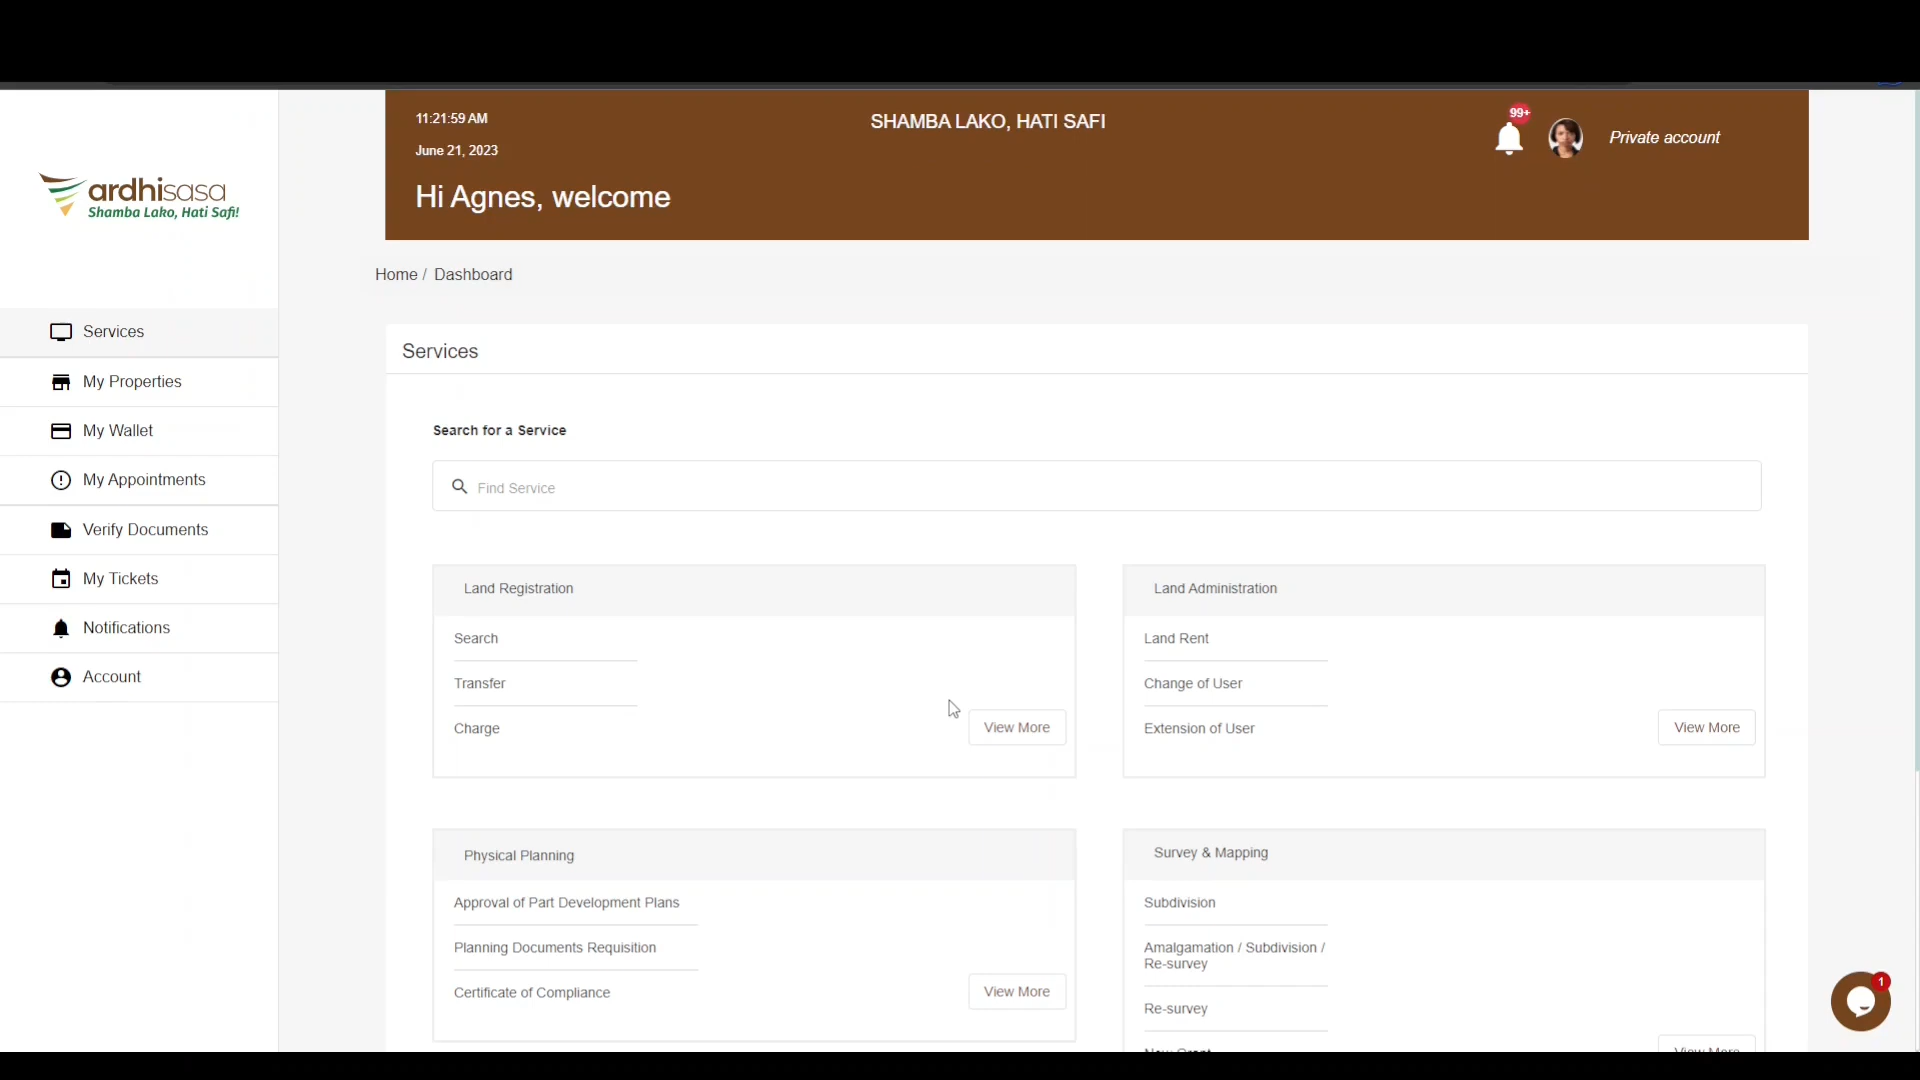 11:21:59 AM
June 21, 2023
SHAMBA LAKO, HATI SAFI
99+
Private account
Hi Agnes, welcome
ardhisasa
Shamba Lako, Hati Safi!
Home / Dashboard
Services
My Properties
My Wallet
My Appointments
Verify Documents
My Tickets
Notifications
Account
Services
Search for a Service
Find Service
Land Registration
Search
Transfer
Charge
View More
Land Administration
Land Rent
Change of User
Extension of User
View More
Physical Planning
Approval of Part Development Plans
Planning Documents Requisition
Certificate of Compliance
View More
Survey & Mapping
Subdivision
Amalgamation / Subdivision /
Re-survey
Re-survey
New Grant
View More
1